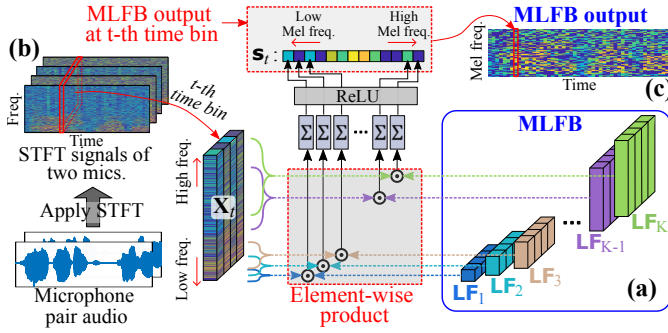 MLFB output
at t-th time bin
Low
Mel freq.
High
Mel freq.
s_t :
MLFB output
Mel freq.
Time
(c)
(b)
Freq.
Time
t-th
time bin
STFT signals of
two mics.
Apply STFT
Microphone
pair audio
High freq.
X_t
Low freq.
ReLU
Σ Σ Σ ··· Σ Σ
Element-wise
product
MLFB
LF_1
LF_2
LF_3
···
LF_K-1
LF_K
(a)